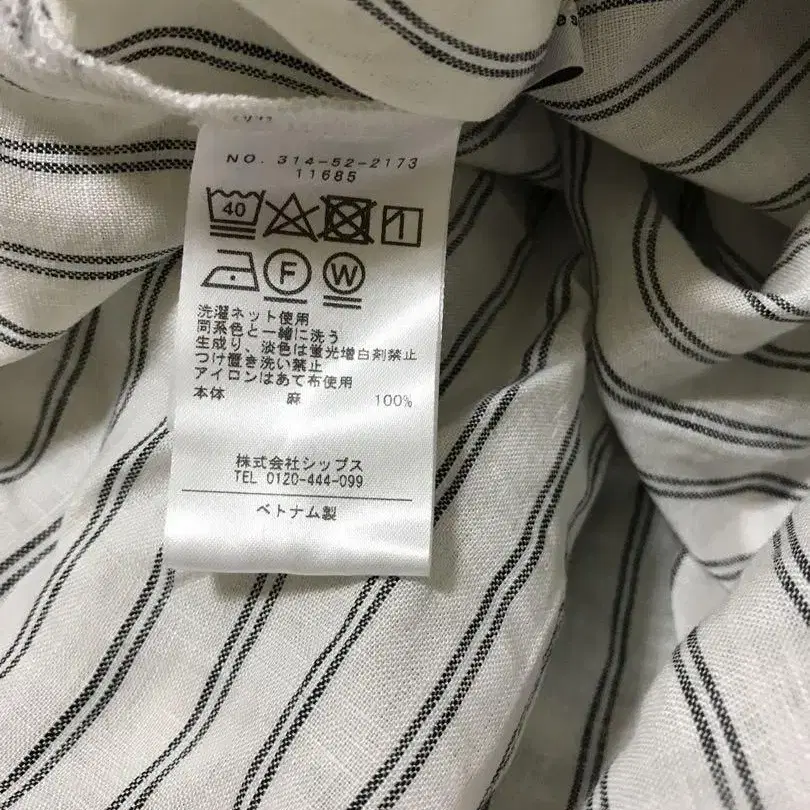 NO. 314-52-2173
11685
40
F W
洗濯ネット使用
同系色と一緒に洗う
生成り、淡色は蛍光増白剤禁止
つけ置き洗い禁止
アイロンはあて布使用
本体 麻 100%
株式会社シップス
TEL 0120-444-099
ベトナム製